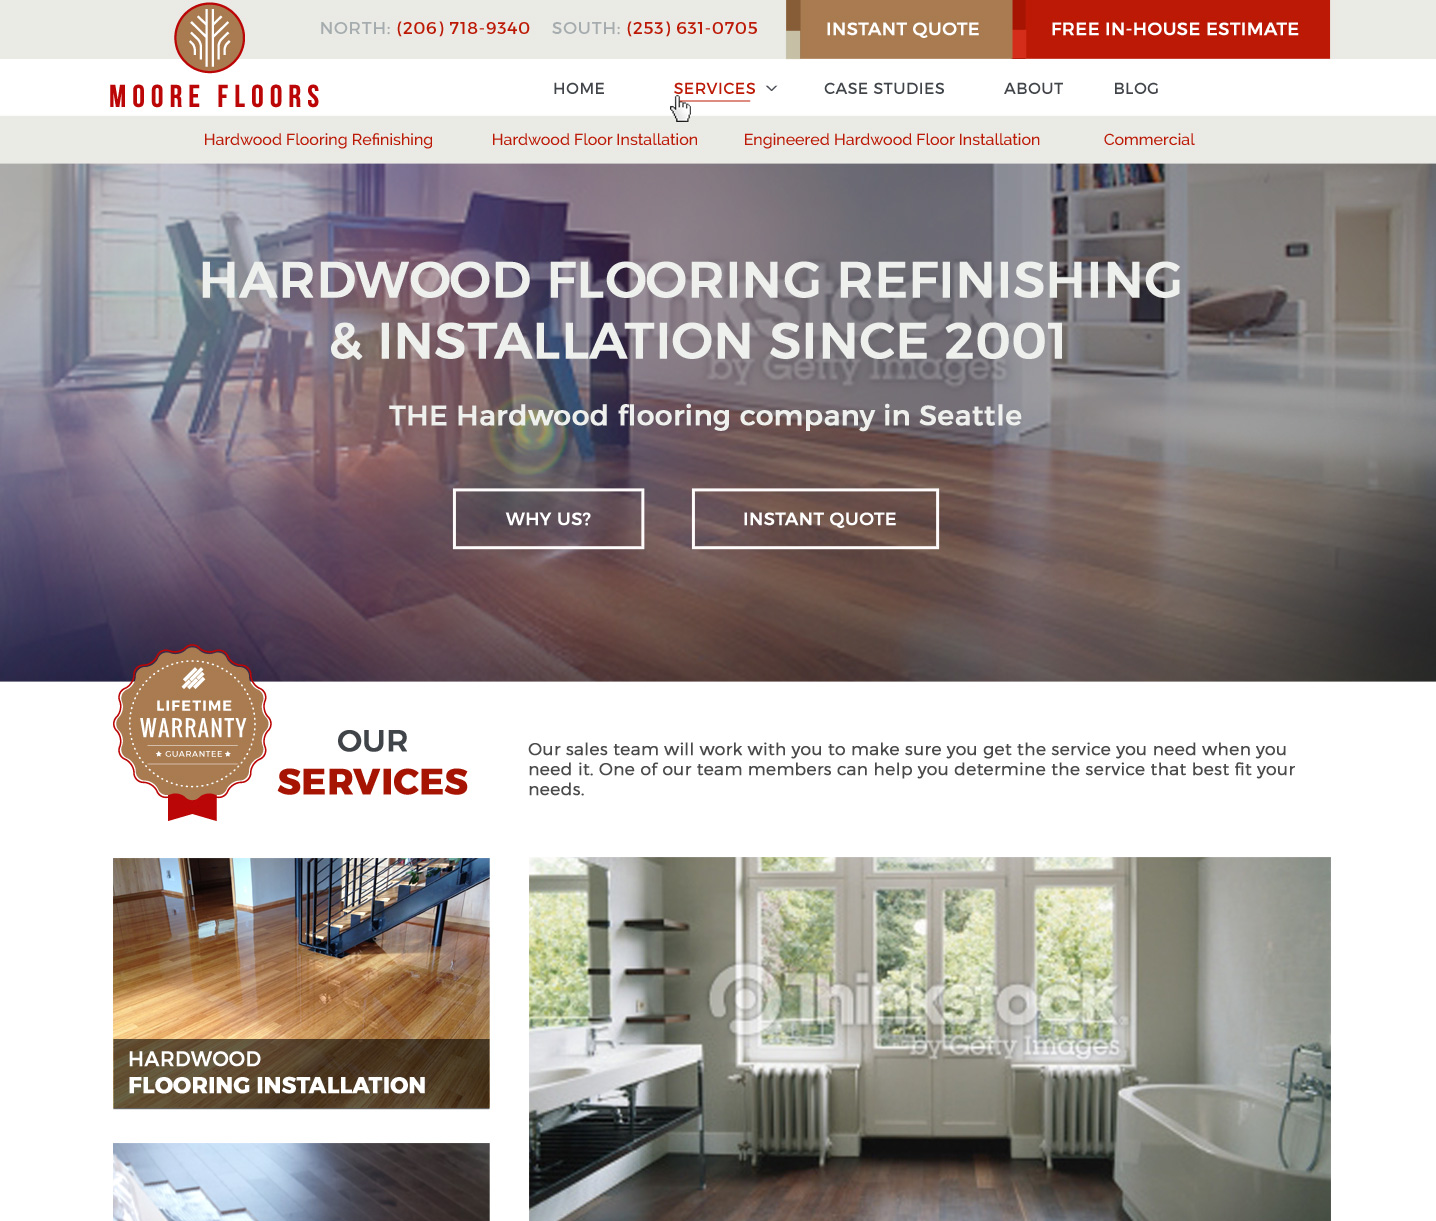 NORTH: (206) 718-9340 SOUTH: (253) 631-0705
INSTANT QUOTE
FREE IN-HOUSE ESTIMATE
MOORE FLOORS
HOME SERVICES CASE STUDIES ABOUT BLOG
Hardwood Flooring Refinishing Hardwood Floor Installation Engineered Hardwood Floor Installation Commercial
HARDWOOD FLOORING REFINISHING
& INSTALLATION SINCE 2001
Thinkstock
by Getty Images
THE Hardwood flooring company in Seattle
WHY US?
INSTANT QUOTE
LIFETIME
WARRANTY
GUARANTEE
OUR
SERVICES
Our sales team will work with you to make sure you get the service you need when you
need it. One of our team members can help you determine the service that best fit your
needs.
HARDWOOD
FLOORING INSTALLATION
Thinkstock
by Getty Images